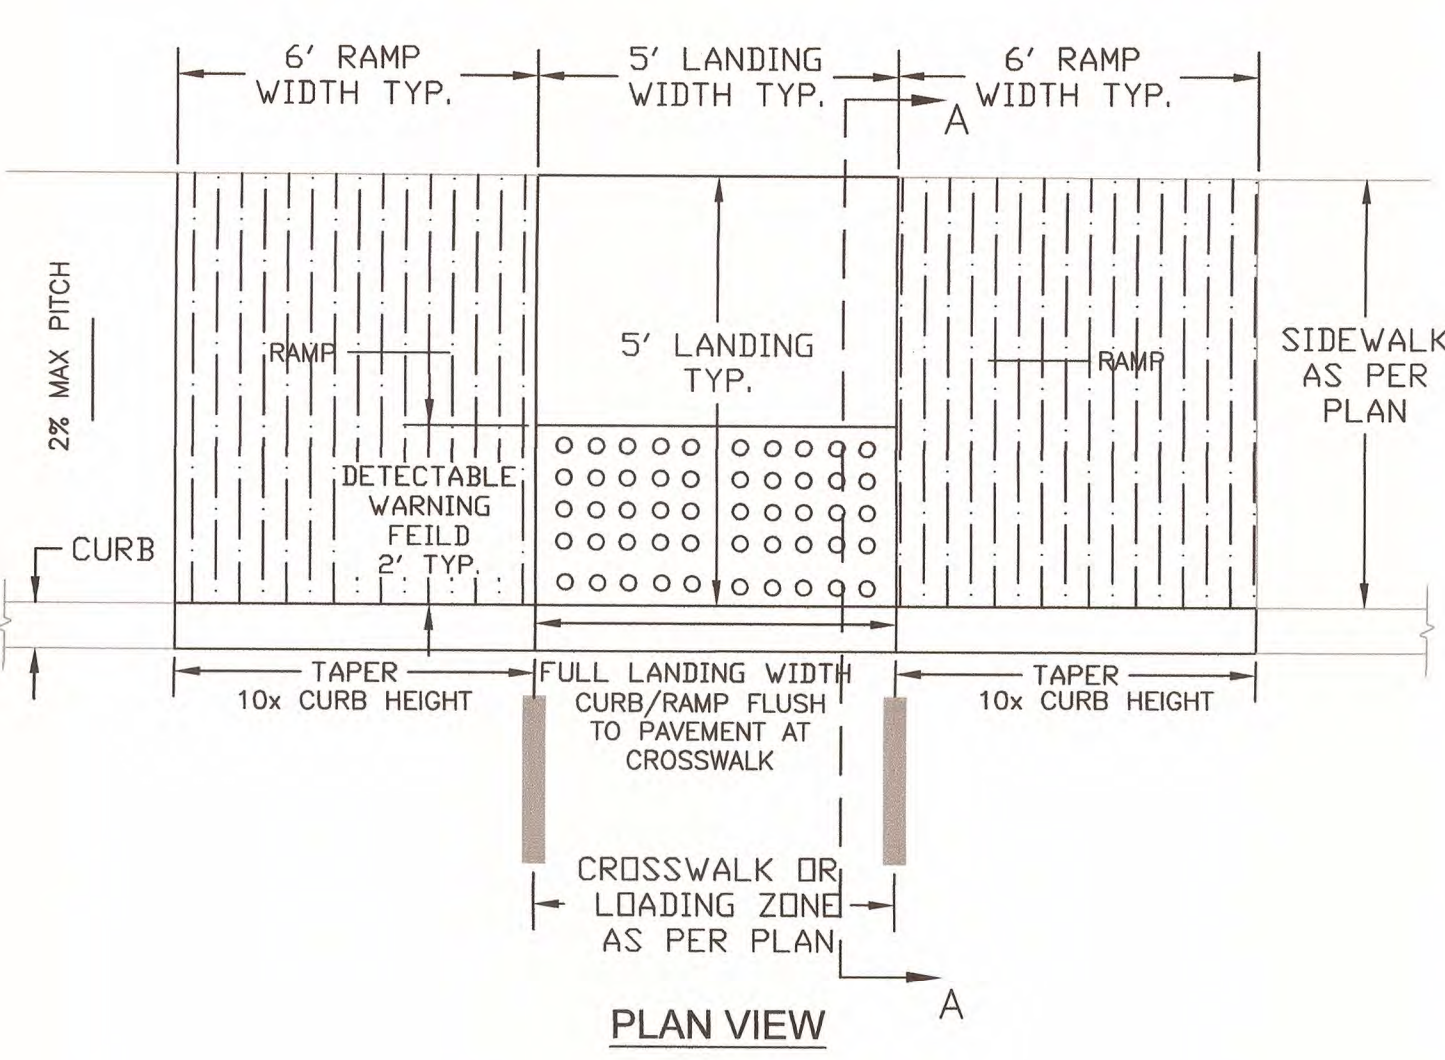 6' RAMP
WIDTH TYP.
5' LANDING
WIDTH TYP.
6' RAMP
WIDTH TYP.
A
2% MAX PITCH
RAMP
5' LANDING
TYP.
RAMP
SIDEWALK
AS PER
PLAN
DETECTABLE
WARNING
FEILD
2' TYP.
CURB
TAPER
10x CURB HEIGHT
FULL LANDING WIDTH
CURB/RAMP FLUSH
TO PAVEMENT AT
CROSSWALK
TAPER
10x CURB HEIGHT
CROSSWALK OR
LOADING ZONE
AS PER PLAN
A
PLAN VIEW